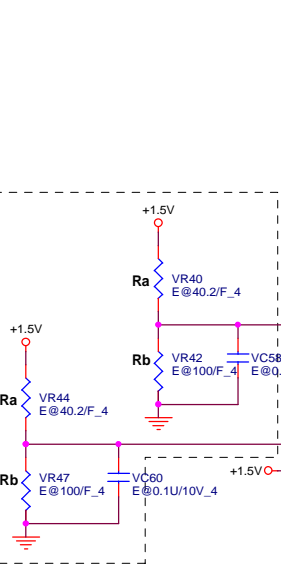 +1.5V
Ra
VR40
E@40.2/F_4
Rb
VR42
E@100/F_4
VC58
E@0.
+1.5V
Ra
VR44
E@40.2/F_4
Rb
VR47
E@100/F_4
VC60
E@0.1U/10V_4
+1.5V